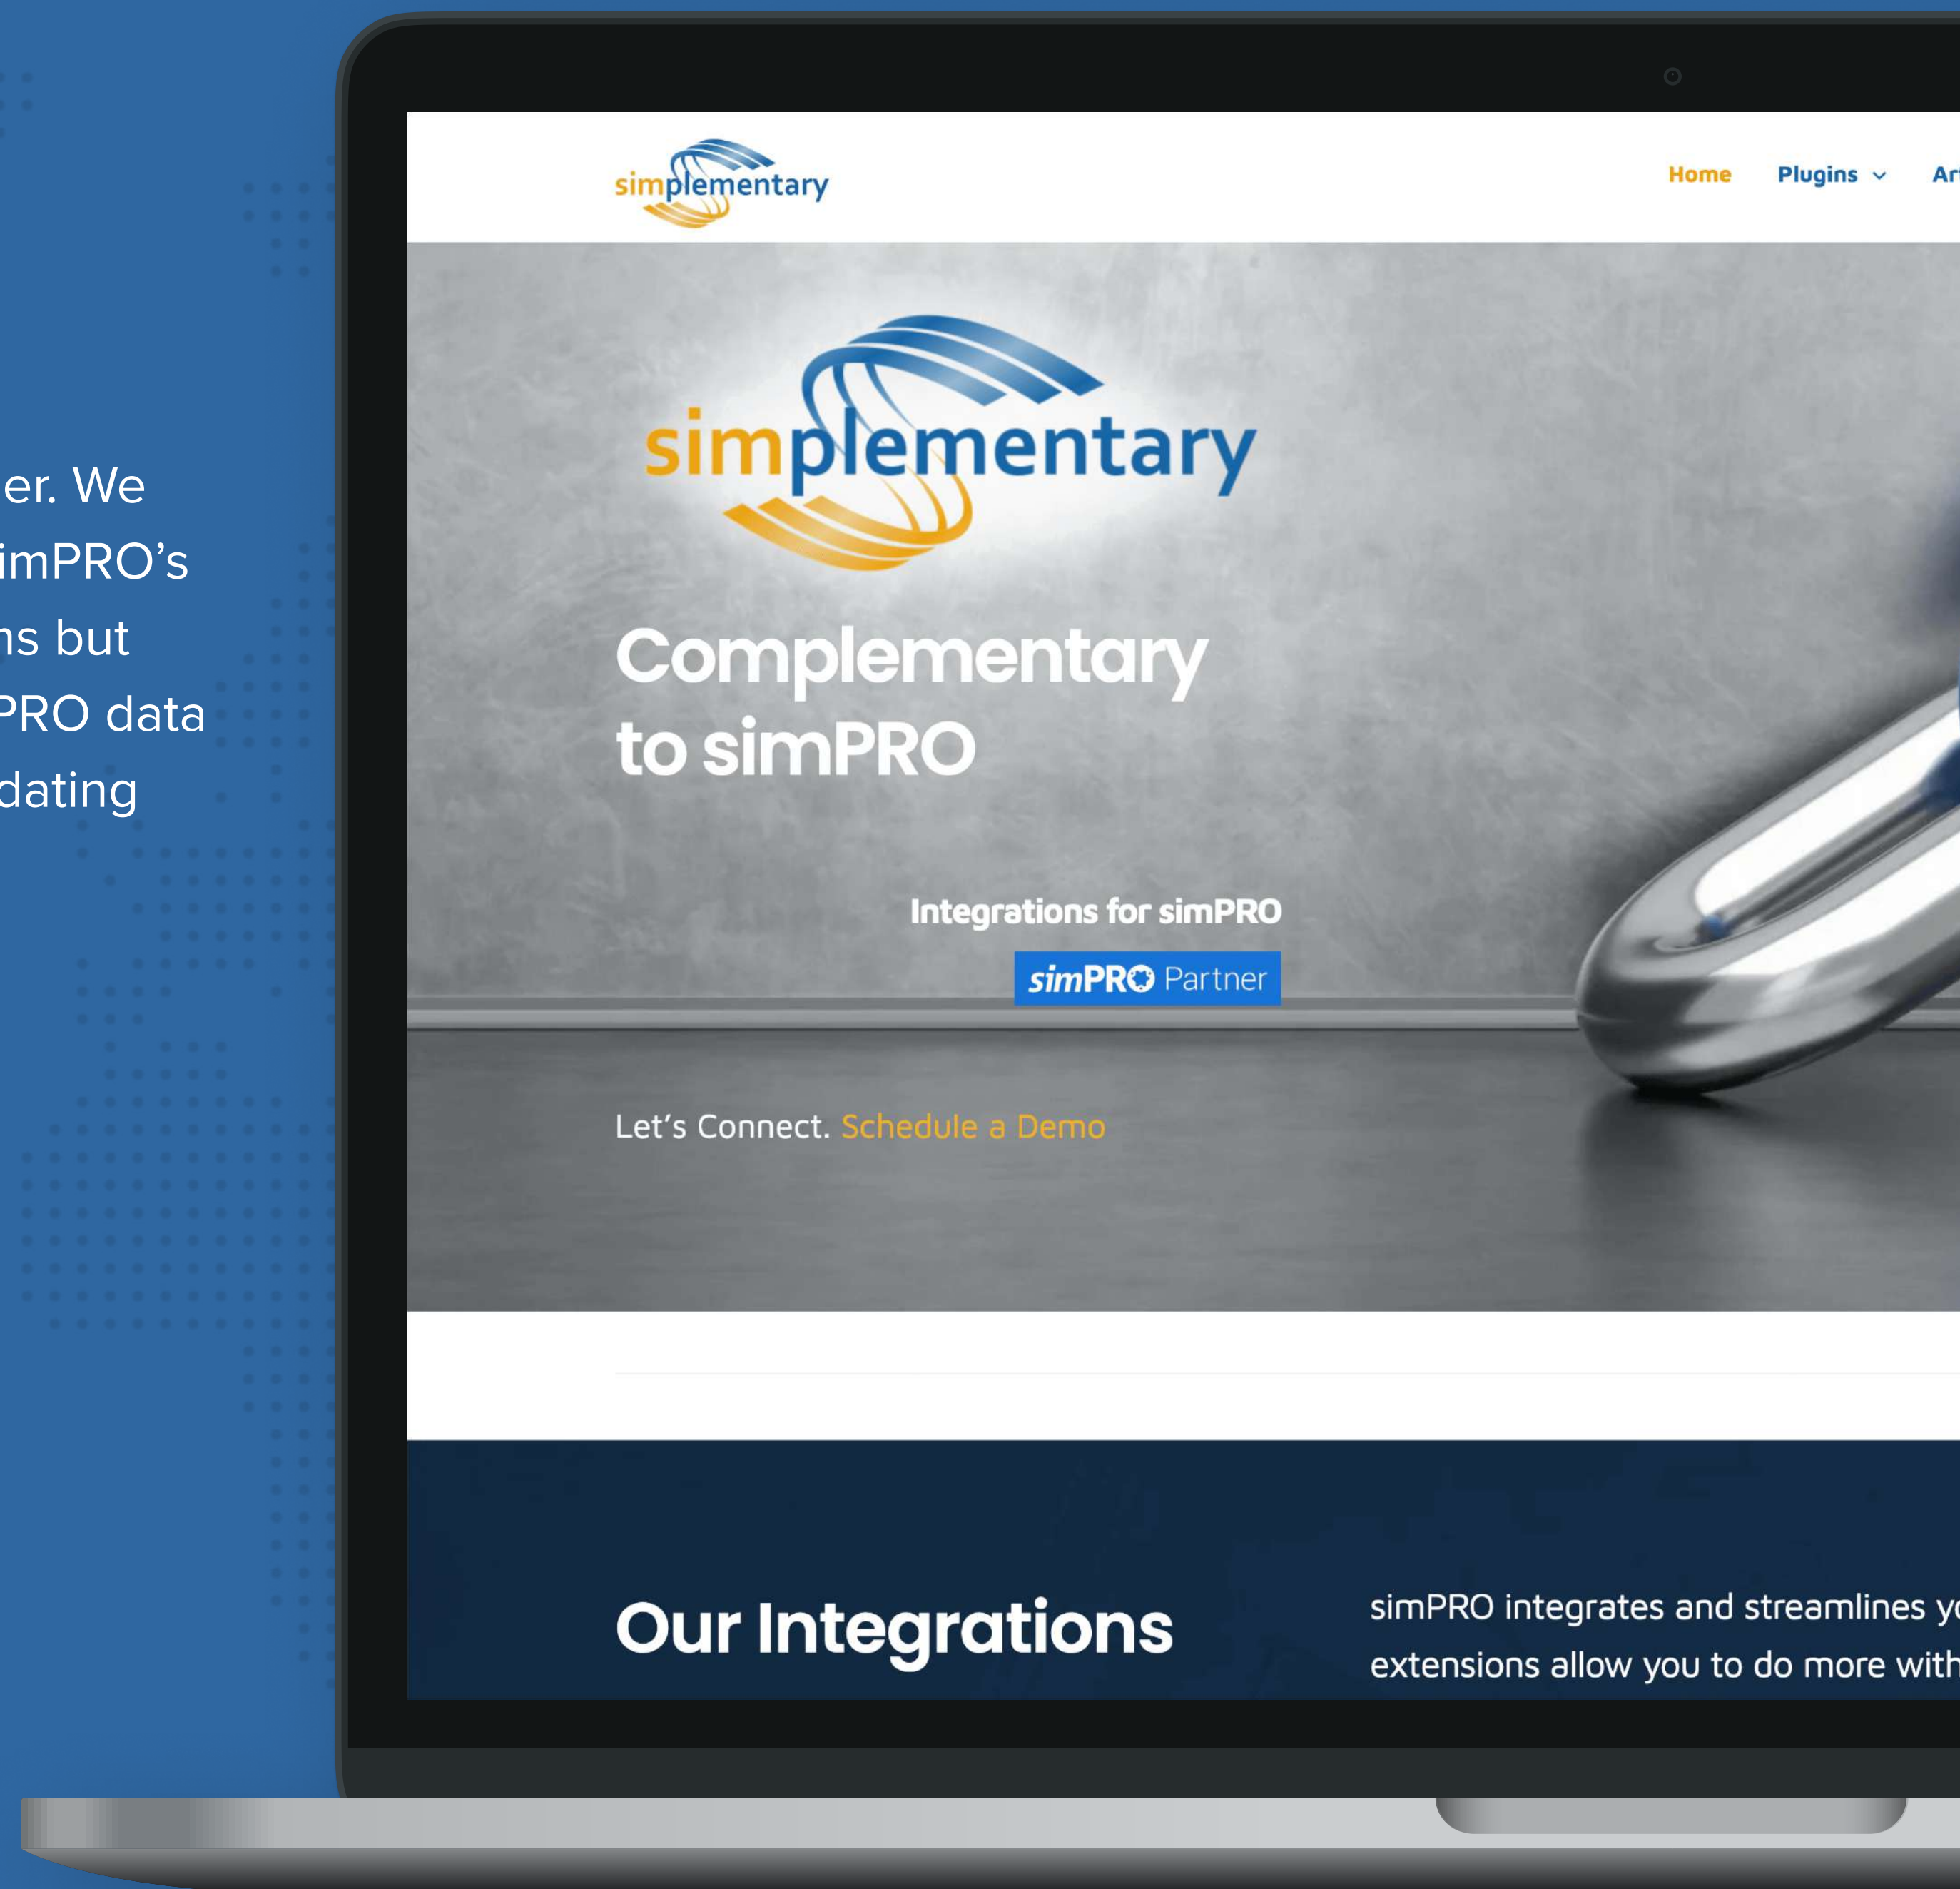 er. We
imPRO's
ns but
PRO data
dating
simplementary
Home Plugins
simplementary
Complementary
to simPRO
Integrations for simPRO
simPRO Partner
Let's Connect. Schedule a Demo
Our Integrations
simPRO integrates and streamlines
extensions allow you to do more with